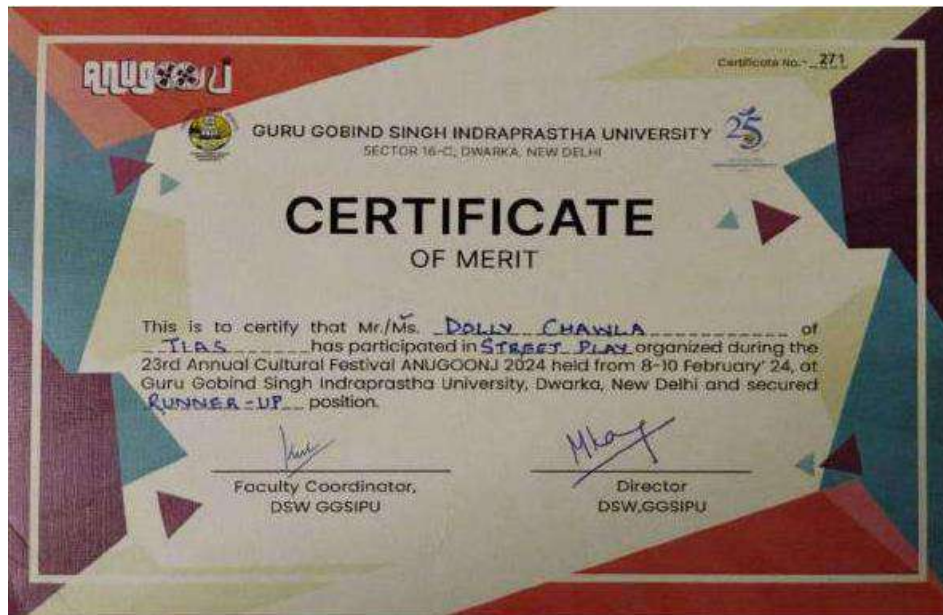 ANUGOONJ
Certificate No.- 271
GURU GOBIND SINGH INDRAPRASTHA UNIVERSITY
25
SECTOR 16-C, DWARKA, NEW DELHI
CERTIFICATE
OF MERIT
This is to certify that Mr./Ms. DOLLY CHAWLA of
TIAS has participated in STREET PLAY organized during the
23rd Annual Cultural Festival ANUGOONJ 2024 held from 8-10 February' 24, at
Guru Gobind Singh Indraprastha University, Dwarka, New Delhi and secured
RUNNER-UP position.
Faculty Coordinator,
DSW GGSIPU
Director
DSW,GGSIPU